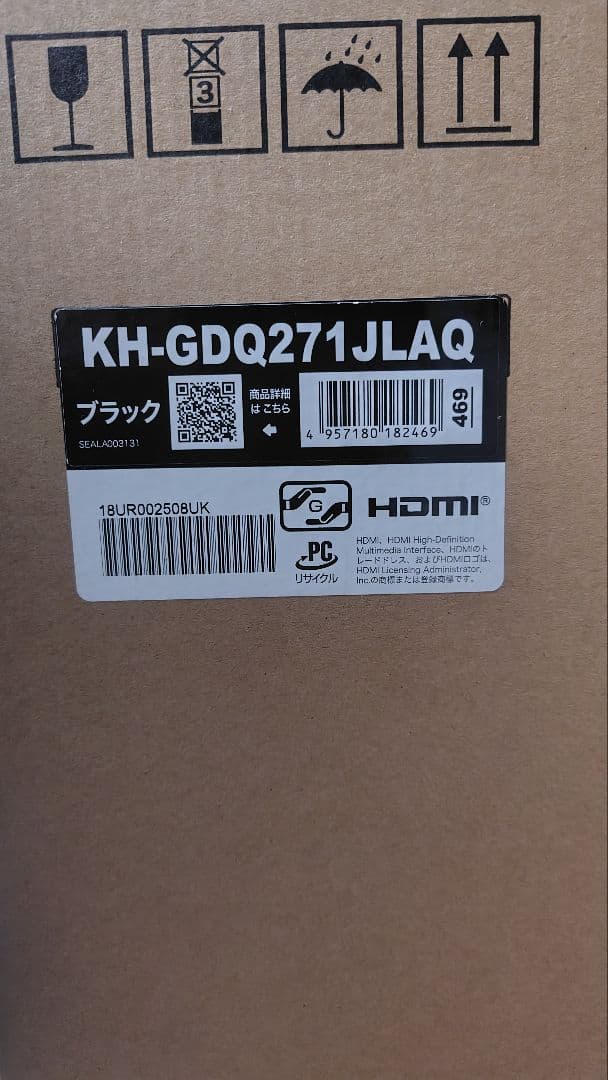 3
KH-GDQ271JLAQ
ブラック
商品詳細
はこちら
SEALA003131
4 957180 182469
469
18UR002508UK
G
HDMI®
PC
リサイクル
HDMI、HDMI High-Definition
Multimedia Interface、HDMIのト
レードドレス、およびHDMIロゴは、
HDMI Licensing Administrator,
Inc.の商標または登録商標です。